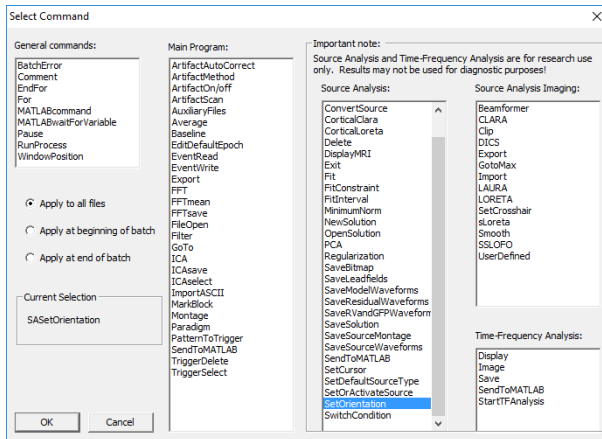 Select Command
General commands:
BatchError
Comment
EndFor
For
MATLABcommand
MATLABwaitForVariable
Pause
RunProcess
WindowPosition
Apply to all files
Apply at beginning of batch
Apply at end of batch
Current Selection
SASetOrientation
OK
Cancel
Main Program:
ArtifactAutoCorrect
ArtifactMethod
ArtifactOn/off
ArtifactScan
AuxiliaryFiles
Average
Baseline
EditDefaultEpoch
EventRead
EventWrite
Export
FFT
FFTmean
FFTsave
FileOpen
Filter
GoTo
ICA
ICAsave
ICAselect
ImportASCII
MarkBlock
Montage
Paradigm
PatternToTrigger
SendToMATLAB
TriggerDelete
TriggerSelect
Important note:
Source Analysis and Time-Frequency Analysis are for research use
only. Results may not be used for diagnostic purposes!
Source Analysis:
ConvertSource
CorticalClara
CorticalLoreta
Delete
DisplayMRI
Exit
Fit
FitConstraint
FitInterval
MinimumNorm
NewSolution
OpenSolution
PCA
Regularization
SaveBitmap
SaveLeadfields
SaveModelWaveforms
SaveResidualWaveforms
SaveRVandGFPWaveform
SaveSolution
SaveSourceMontage
SaveSourceWaveforms
SendToMATLAB
SetCursor
SetDefaultSourceType
SetOrActivateSource
SetOrientation
SwitchCondition
Source Analysis Imaging:
Beamformer
CLARA
Clip
DICS
Export
GotoMax
Import
LAURA
LORETA
SetCrosshair
sLoreta
Smooth
SSLOFO
UserDefined
Time-Frequency Analysis:
Display
Image
Save
SendToMATLAB
StartTFAnalysis